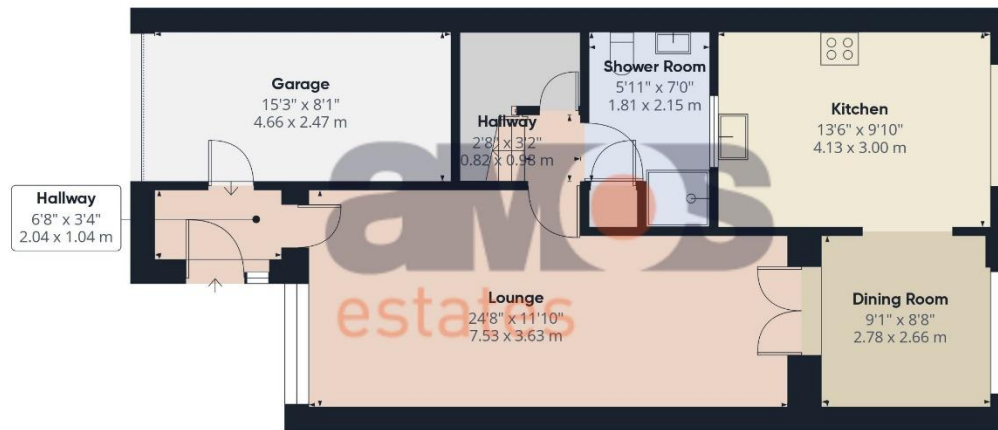 Garage
15'3" x 8'1"
4.66 x 2.47 m
Hallway
2'8" x 3'2"
0.82 x 0.98 m
Shower Room
5'11" x 7'0"
1.81 x 2.15 m
Kitchen
13'6" x 9'10"
4.13 x 3.00 m
Hallway
6'8" x 3'4"
2.04 x 1.04 m
Lounge
24'8" x 11'10"
7.53 x 3.63 m
Dining Room
9'1" x 8'8"
2.78 x 2.66 m
amos
estates